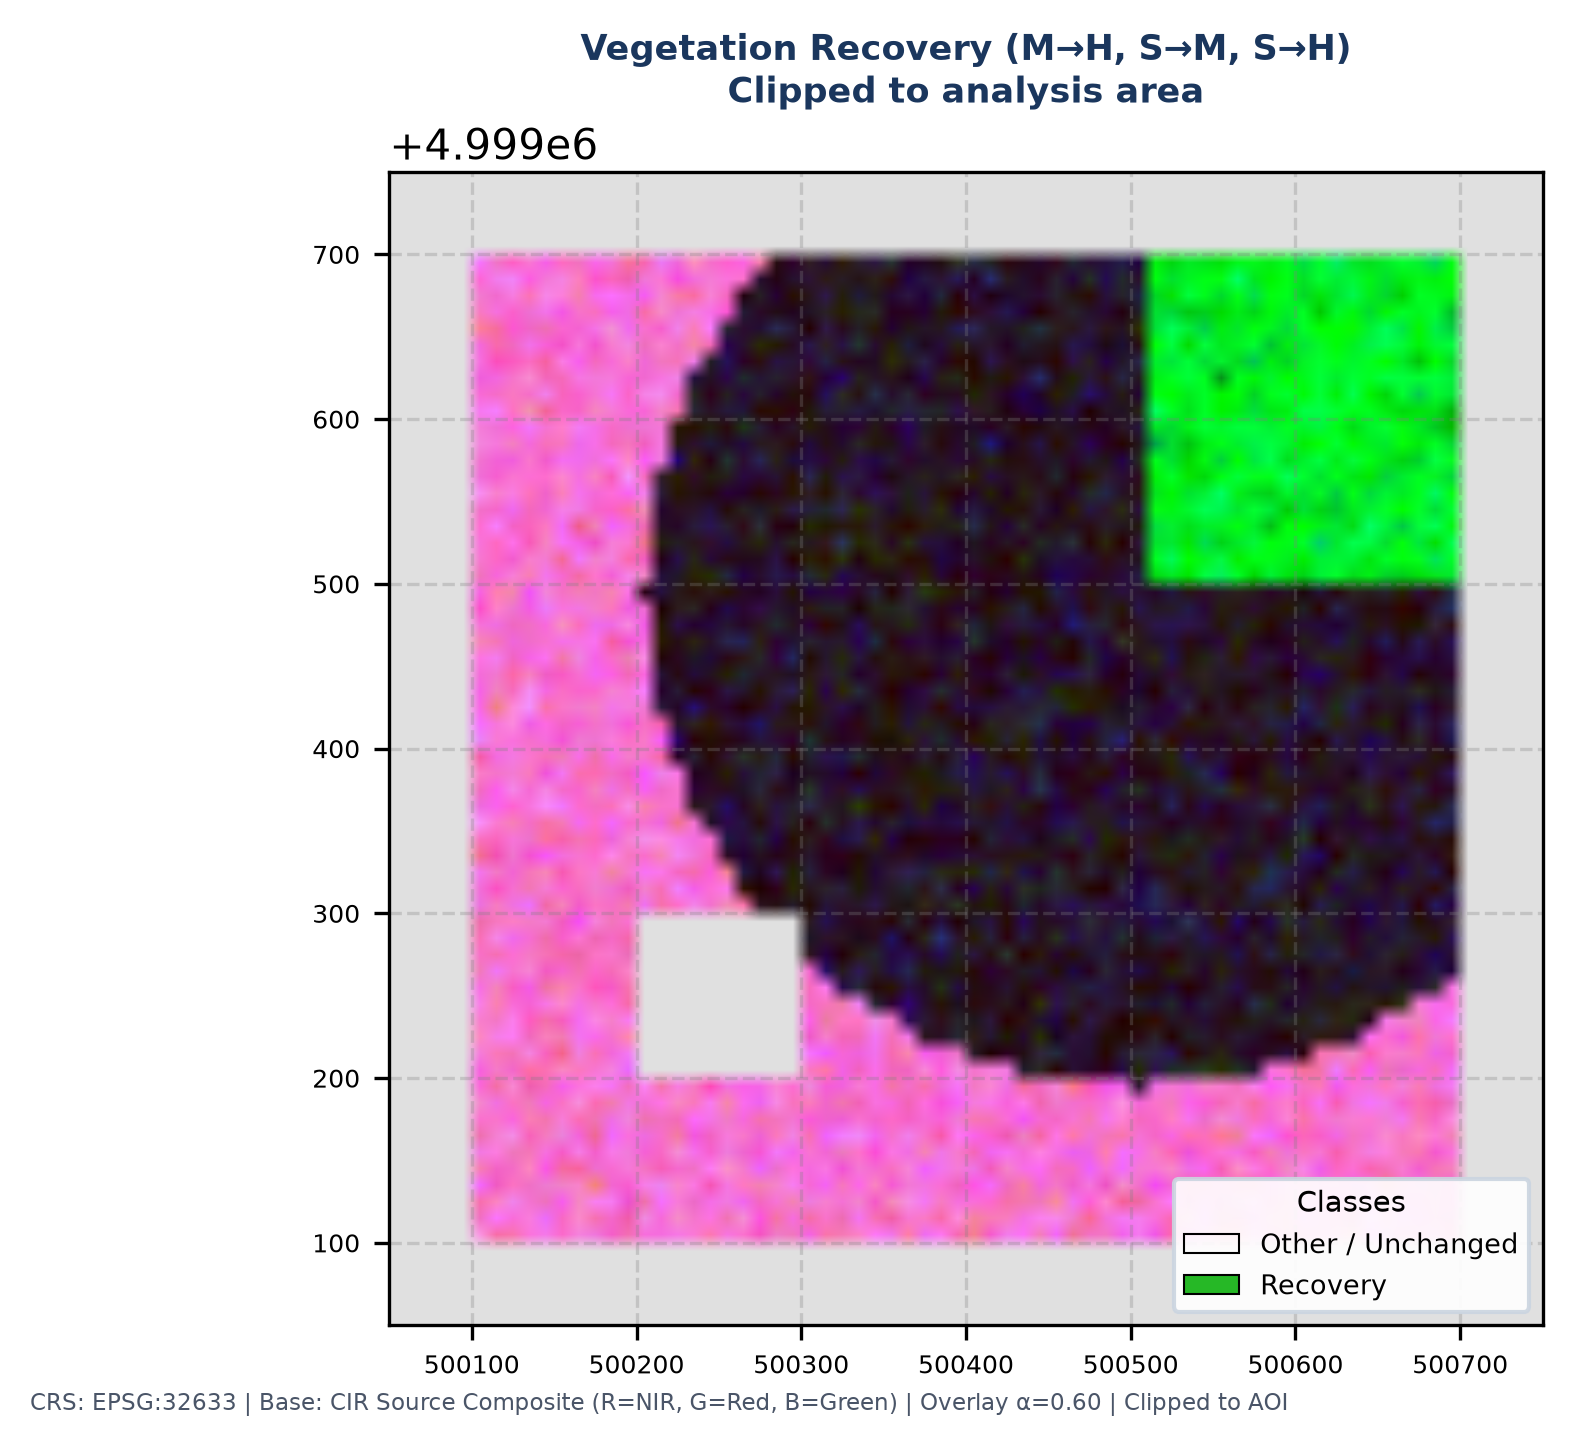 Vegetation Recovery (M→H, S→M, S→H)
Clipped to analysis area
+4.999e6
700
600
500
400
300
200
100
Classes
Other / Unchanged
Recovery
500100 500200 500300 500400 500500 500600 500700
CRS: EPSG:32633 | Base: CIR Source Composite (R=NIR, G=Red, B=Green) | Overlay α=0.60 | Clipped to AOI